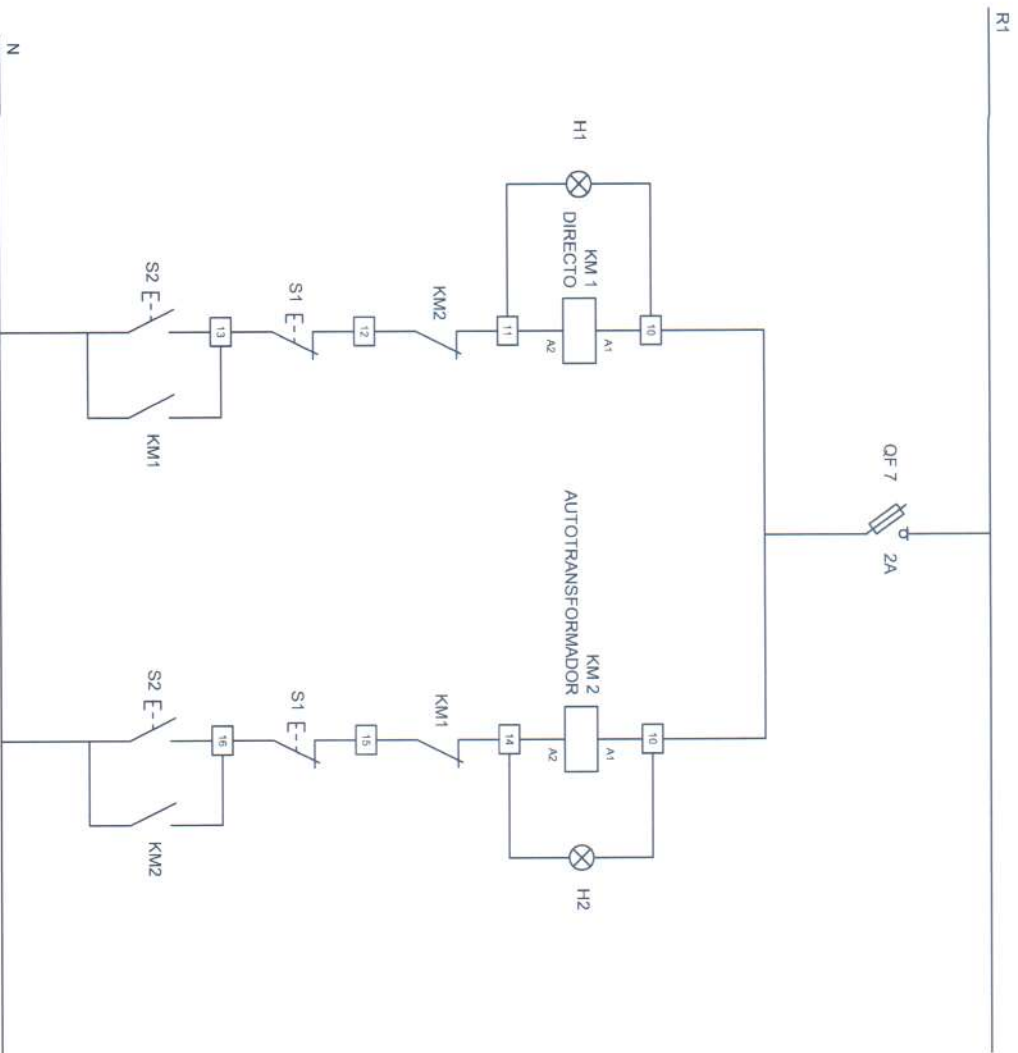 R1
QF 7
2A
10
A1
KM 1
DIRECTO
H1
A2
11
KM2
12
S1
13
S2
KM1
10
A1
KM 2
AUTOTRANSFORMADOR
H2
A2
14
KM1
15
S1
16
S2
KM2
N